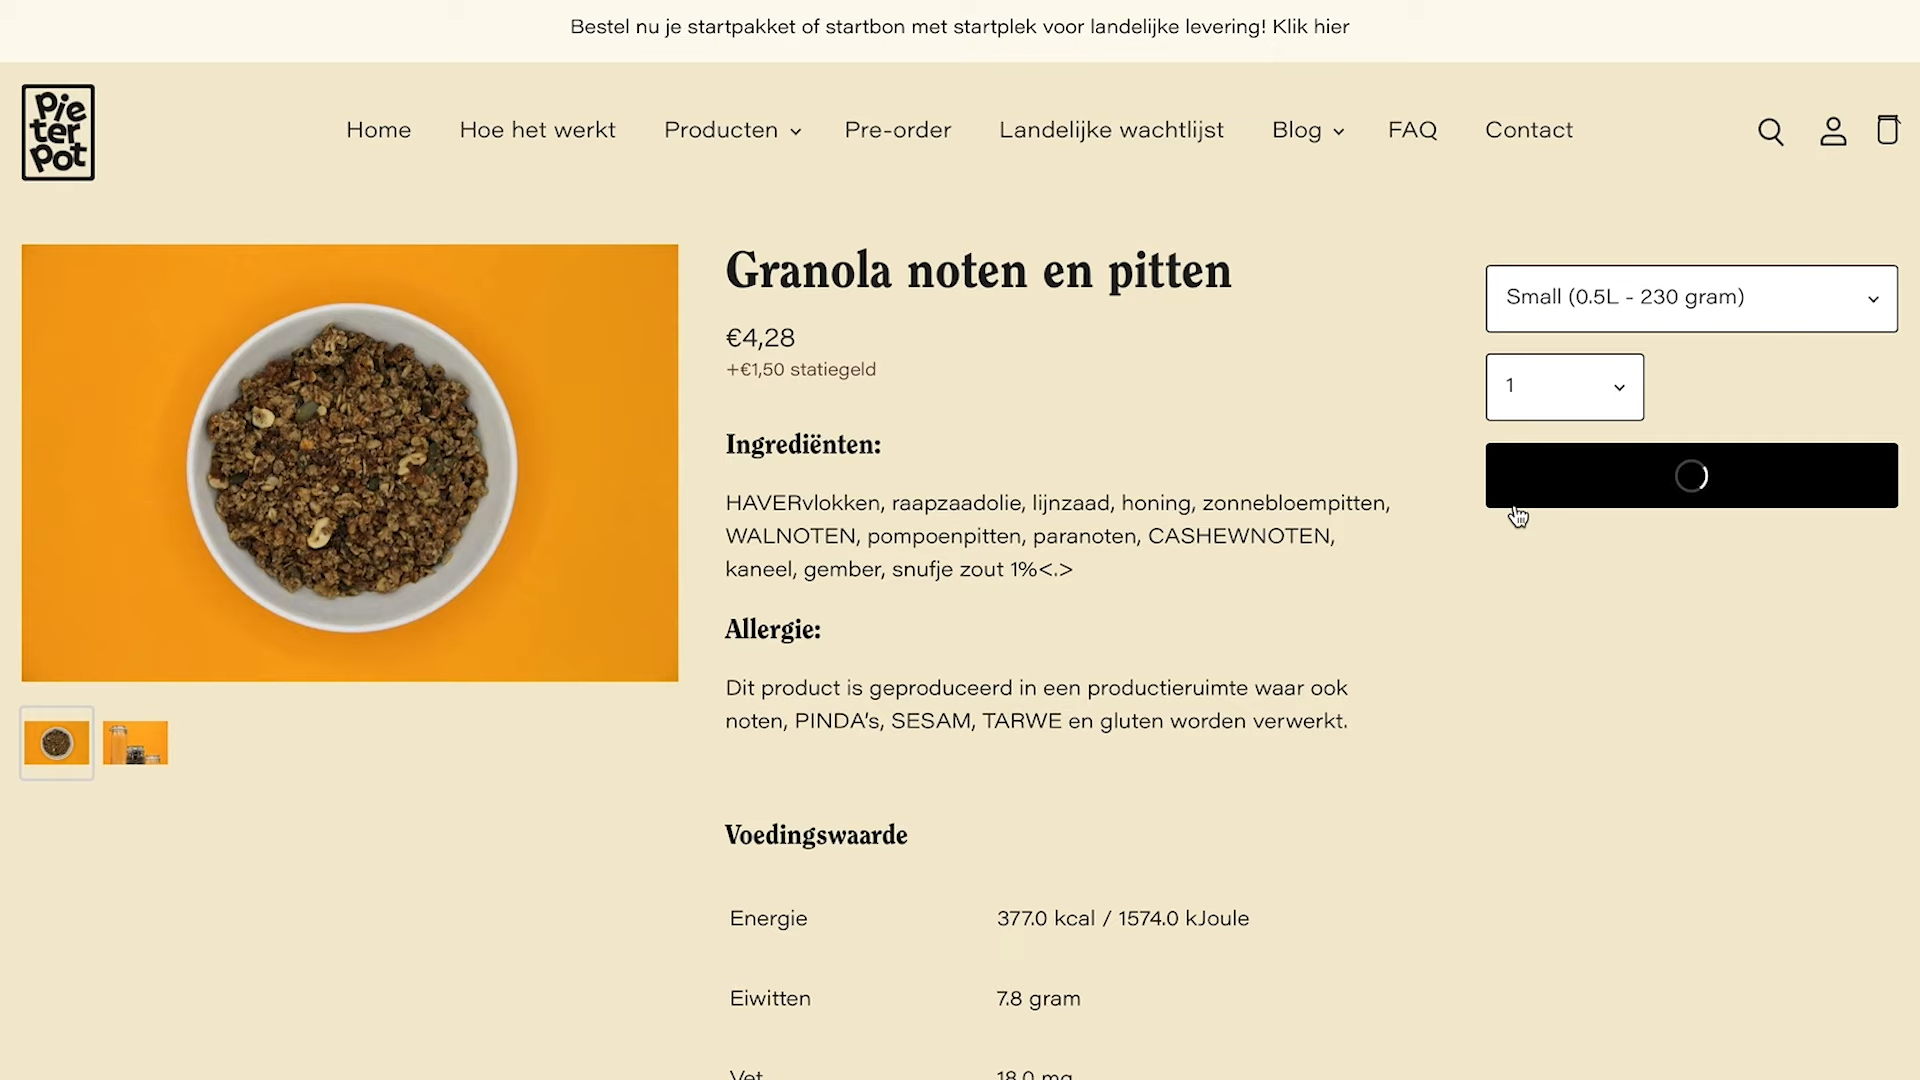 Bestel nu je startpakket of startbon met startplek voor landelijke levering! Klik hier
Pie
ter
pot
Home Hoe het werkt Producten Pre-order Landelijke wachtlijst Blog FAQ Contact
Granola noten en pitten
€4,28
+€1,50 statiegeld
Small (0.5L - 230 gram)
1
Ingrediënten:
HAVERvlokken, raapzaadolie, lijnzaad, honing, zonnebloempitten,
WALNOTEN, pompoenpitten, paranoten, CASHEWNOTEN,
kaneel, gember, snufje zout 1%<.>
Allergie:
Dit product is geproduceerd in een productieruimte waar ook
noten, PINDA's, SESAM, TARWE en gluten worden verwerkt.
Voedingswaarde
Energie 377.0 kcal / 1574.0 kJoule
Eiwitten 7.8 gram
Vet 18.0 mg